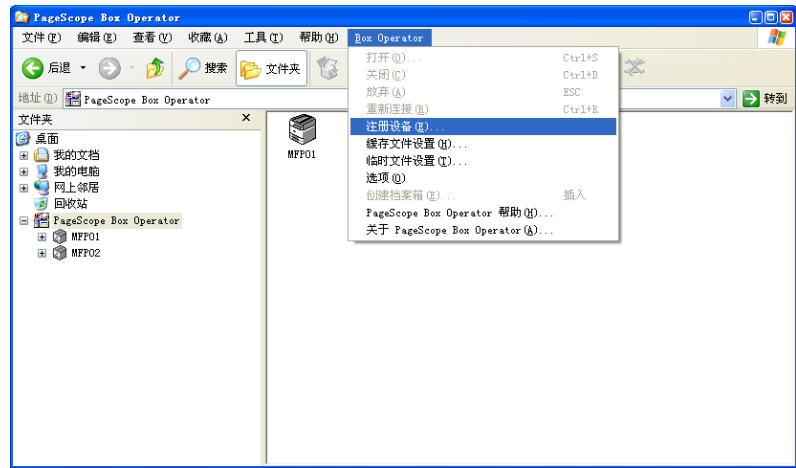 PageScope Box Operator
文件(F) 编辑(E) 查看(V) 收藏(A) 工具(T) 帮助(H) Box Operator
后退 搜索 文件夹
地址(D) PageScope Box Operator 转到
文件夹
桌面
我的文档
我的电脑
网上邻居
回收站
PageScope Box Operator
MFP01
MFP02
MFP01
打开(O)... Ctrl+S
关闭(C) Ctrl+D
放弃(A) ESC
重新连接(R) Ctrl+R
注册设备(E)...
缓存文件设置(H)...
临时文件设置(T)...
选项(O)
创建档案箱(E)... 插入
PageScope Box Operator 帮助(H)...
关于 PageScope Box Operator(A)...